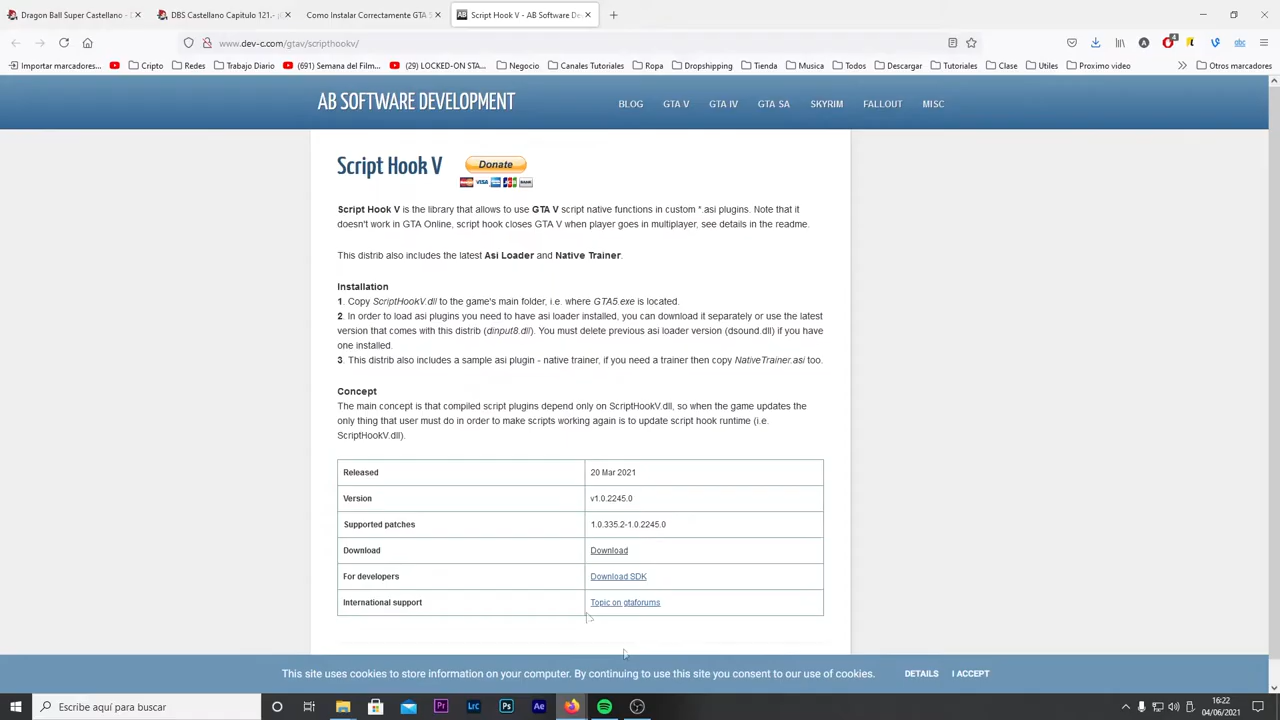 Dragon Ball Super Castellano - 
DBS Castellano Capitulo 121.-
Como Instalar Correctamente GTA
Script Hook V - AB Software De
www.dev-c.com/gtav/scripthookv/
4
Importar marcadores...
Cripto
Redes
Trabajo Diario
(691) Semana del Film...
(29) LOCKED-ON STA...
Negocio
Canales Tutoriales
Ropa
Dropshipping
Tienda
Musica
Todos
Descargar
Tutoriales
Clase
Utiles
Proximo video
Otros marcadores
AB SOFTWARE DEVELOPMENT
BLOG GTA V GTA IV GTA SA SKYRIM FALLOUT MISC
Script Hook V
Donate
Script Hook V is the library that allows to use GTA V script native functions in custom *.asi plugins. Note that it
doesn't work in GTA Online, script hook closes GTA V when player goes in multiplayer, see details in the readme.
This distrib also includes the latest Asi Loader and Native Trainer.
Installation
1. Copy ScriptHookV.dll to the game's main folder, i.e. where GTA5.exe is located.
2. In order to load asi plugins you need to have asi loader installed, you can download it separately or use the latest
version that comes with this distrib (dinput8.dll). You must delete previous asi loader version (dsound.dll) if you have
one installed.
3. This distrib also includes a sample asi plugin - native trainer, if you need a trainer then copy NativeTrainer.asi too.
Concept
The main concept is that compiled script plugins depend only on ScriptHookV.dll, so when the game updates the
only thing that user must do in order to make scripts working again is to update script hook runtime (i.e.
ScriptHookV.dll).
Released 20 Mar 2021
Version v1.0.2245.0
Supported patches 1.0.335.2-1.0.2245.0
Download Download
For developers Download SDK
International support Topic on gtaforums
This site uses cookies to store information on your computer. By continuing to use this site you consent to our use of cookies.
DETAILS I ACCEPT
Escribe aquí para buscar
16:22
04/06/2021